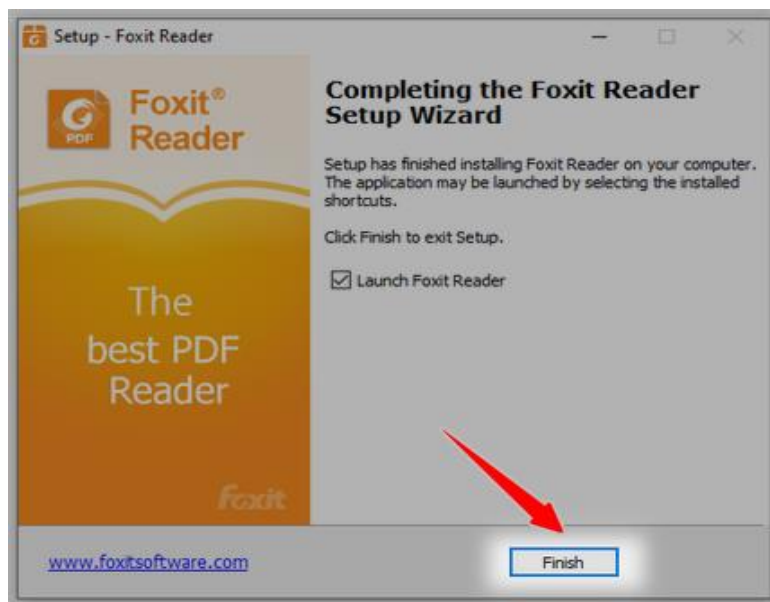 Setup - Foxit Reader
Foxit®
Reader
PDF
The
best PDF
Reader
foxit
Completing the Foxit Reader
Setup Wizard
Setup has finished installing Foxit Reader on your computer.
The application may be launched by selecting the installed
shortcuts.
Click Finish to exit Setup.
Launch Foxit Reader
www.foxitsoftware.com
Finish